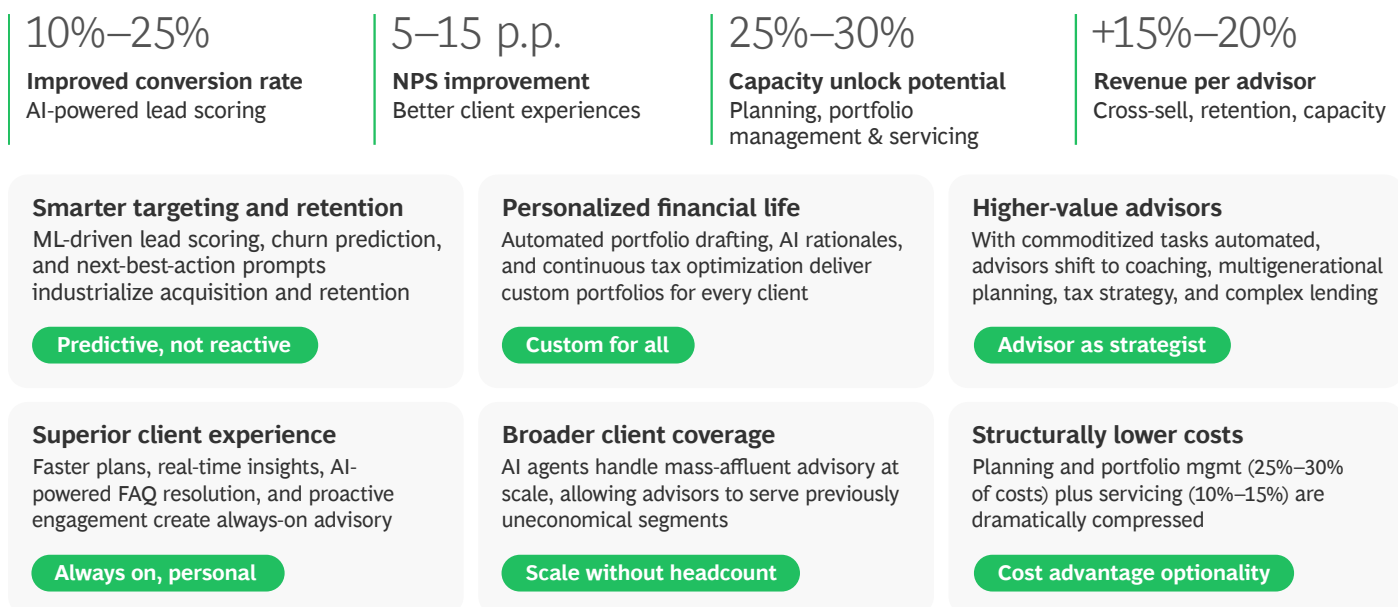 10%–25%
Improved conversion rate
AI-powered lead scoring
5–15 p.p.
NPS improvement
Better client experiences
25%–30%
Capacity unlock potential
Planning, portfolio
management & servicing
+15%–20%
Revenue per advisor
Cross-sell, retention, capacity
Smarter targeting and retention
ML-driven lead scoring, churn prediction,
and next-best-action prompts
industrialize acquisition and retention
Predictive, not reactive
Personalized financial life
Automated portfolio drafting, AI rationales,
and continuous tax optimization deliver
custom portfolios for every client
Custom for all
Higher-value advisors
With commoditized tasks automated,
advisors shift to coaching, multigenerational
planning, tax strategy, and complex lending
Advisor as strategist
Superior client experience
Faster plans, real-time insights, AI-
powered FAQ resolution, and proactive
engagement create always-on advisory
Always on, personal
Broader client coverage
AI agents handle mass-affluent advisory at
scale, allowing advisors to serve previously
uneconomical segments
Scale without headcount
Structurally lower costs
Planning and portfolio mgmt (25%–30%
of costs) plus servicing (10%–15%) are
dramatically compressed
Cost advantage optionality